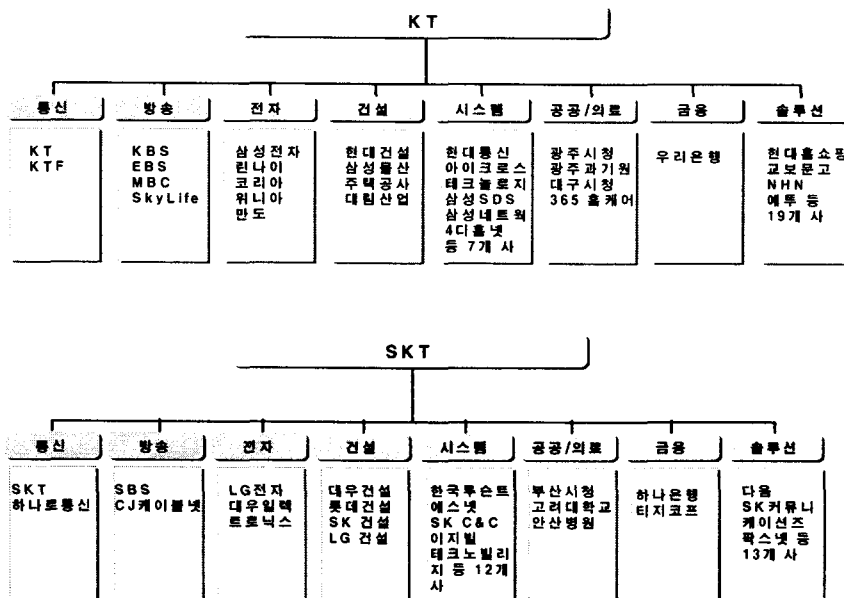 KT
통신
KT
KTF
방송
KBS
EBS
MBC
SkyLife
전자
삼성전자
린나이
코리아
위니아
만도
건설
현대건설
삼성물산
주택공사
대림산업
시스템
현대통신
아이크로스
테크놀로지
삼성SDS
삼성네트웍
4디홈넷
등 7개 사
공공/의료
광주시청
광주과기원
대구시청
365 홈케어
금융
우리은행
솔루션
현대홈쇼핑
교보문고
NHN
예뚜 등
19개 사
SKT
통신
SKT
하나로통신
방송
SBS
CJ케이블넷
전자
LG전자
대우일렉
트로닉스
건설
대우건설
롯데건설
SK 건설
LG 건설
시스템
한국루슨트
에스넷
SK C&C
이지빌
테크노빌리
지 등 12개
사
공공/의료
부산시청
고려대학교
안산병원
금융
하나은행
티지코프
솔루션
다음
SK커뮤니
케이션즈
팍스넷 등
13개 사